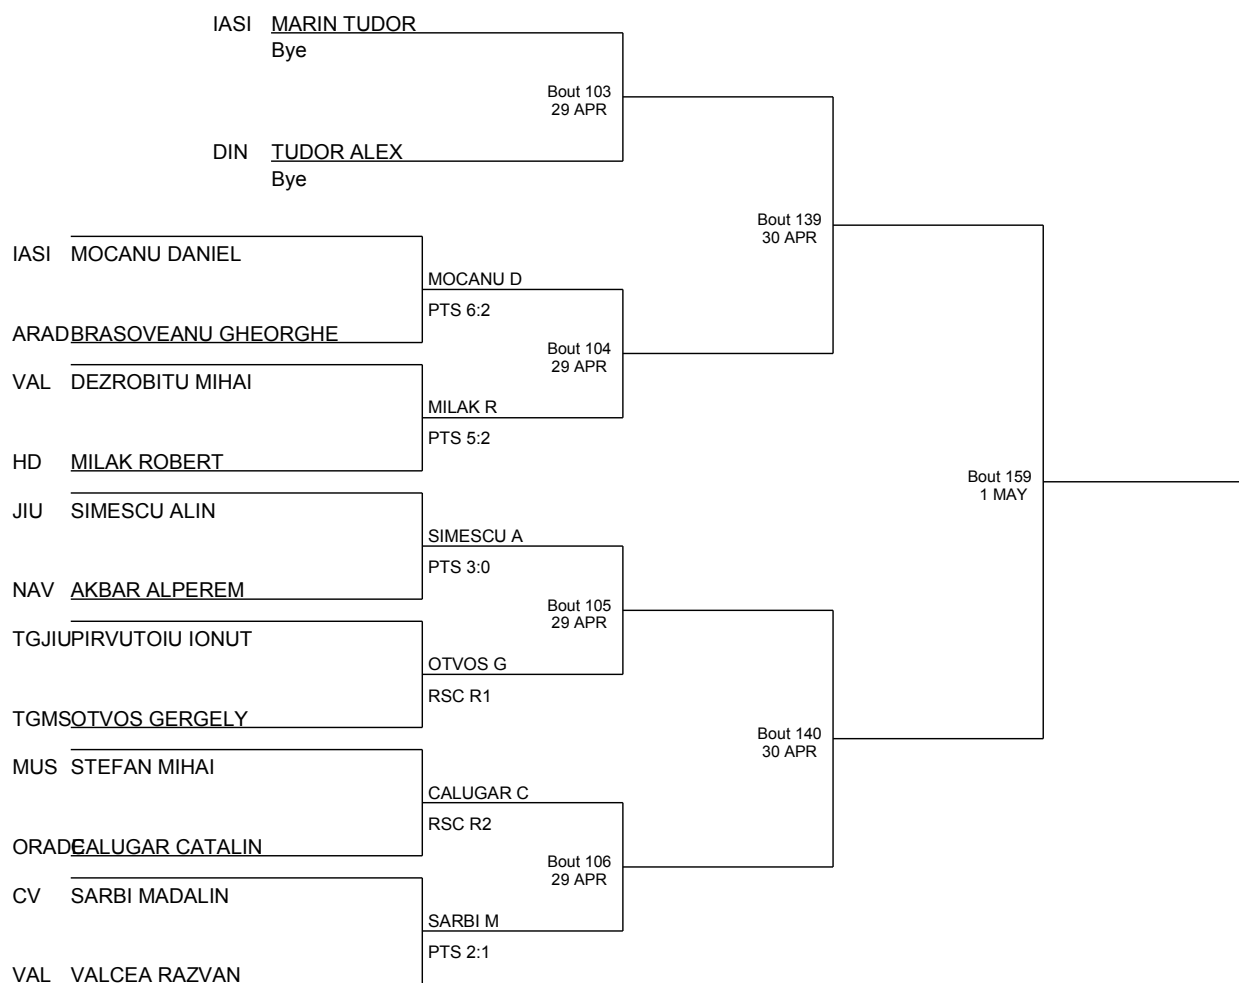 IASI MARIN TUDOR
Bye
Bout 103
29 APR
DIN TUDOR ALEX
Bye
Bout 139
30 APR
IASI MOCANU DANIEL
MOCANU D
PTS 6:2
ARAD BRASOVEANU GHEORGHE
Bout 104
29 APR
VAL DEZROBITU MIHAI
MILAK R
PTS 5:2
HD MILAK ROBERT
Bout 159
1 MAY
JIU SIMESCU ALIN
SIMESCU A
PTS 3:0
NAV AKBAR ALPEREM
Bout 105
29 APR
TGJIU PIRVUTOIU IONUT
OTVOS G
RSC R1
TGMS OTVOS GERGELY
Bout 140
30 APR
MUS STEFAN MIHAI
CALUGAR C
RSC R2
ORADE CALUGAR CATALIN
Bout 106
29 APR
CV SARBI MADALIN
SARBI M
PTS 2:1
VAL VALCEA RAZVAN